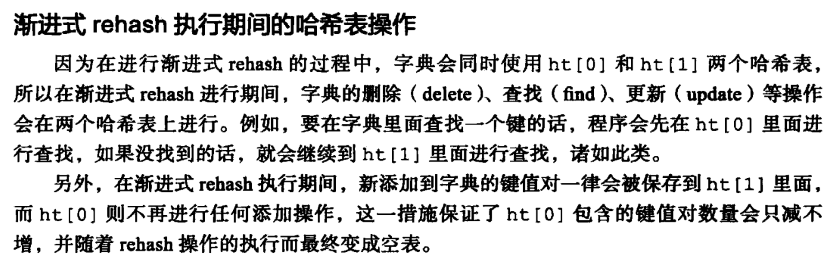 渐进式 rehash 执行期间的哈希表操作
因为在进行渐进式 rehash 的过程中，字典会同时使用 ht[0] 和 ht[1] 两个哈希表，
所以在渐进式 rehash 进行期间，字典的删除（delete）、查找（find）、更新（update）等操作
会在两个哈希表上进行。例如，要在字典里面查找一个键的话，程序会先在 ht[0] 里面进
行查找，如果没找到的话，就会继续到 ht[1] 里面进行查找，诸如此类。
另外，在渐进式 rehash 执行期间，新添加到字典的键值对一律会被保存到 ht[1] 里面，
而 ht[0] 则不再进行任何添加操作，这一措施保证了 ht[0] 包含的键值对数量会只减不
增，并随着 rehash 操作的执行而最终变成空表。